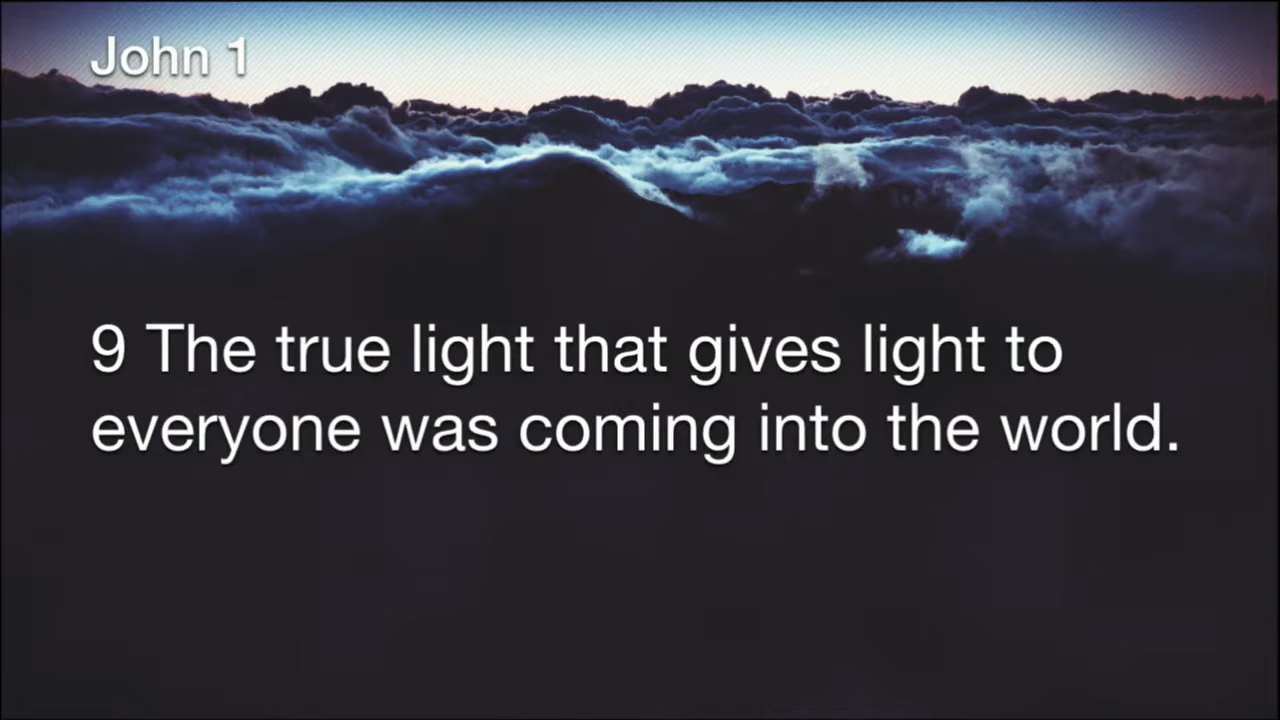 John 1
9 The true light that gives light to
everyone was coming into the world.